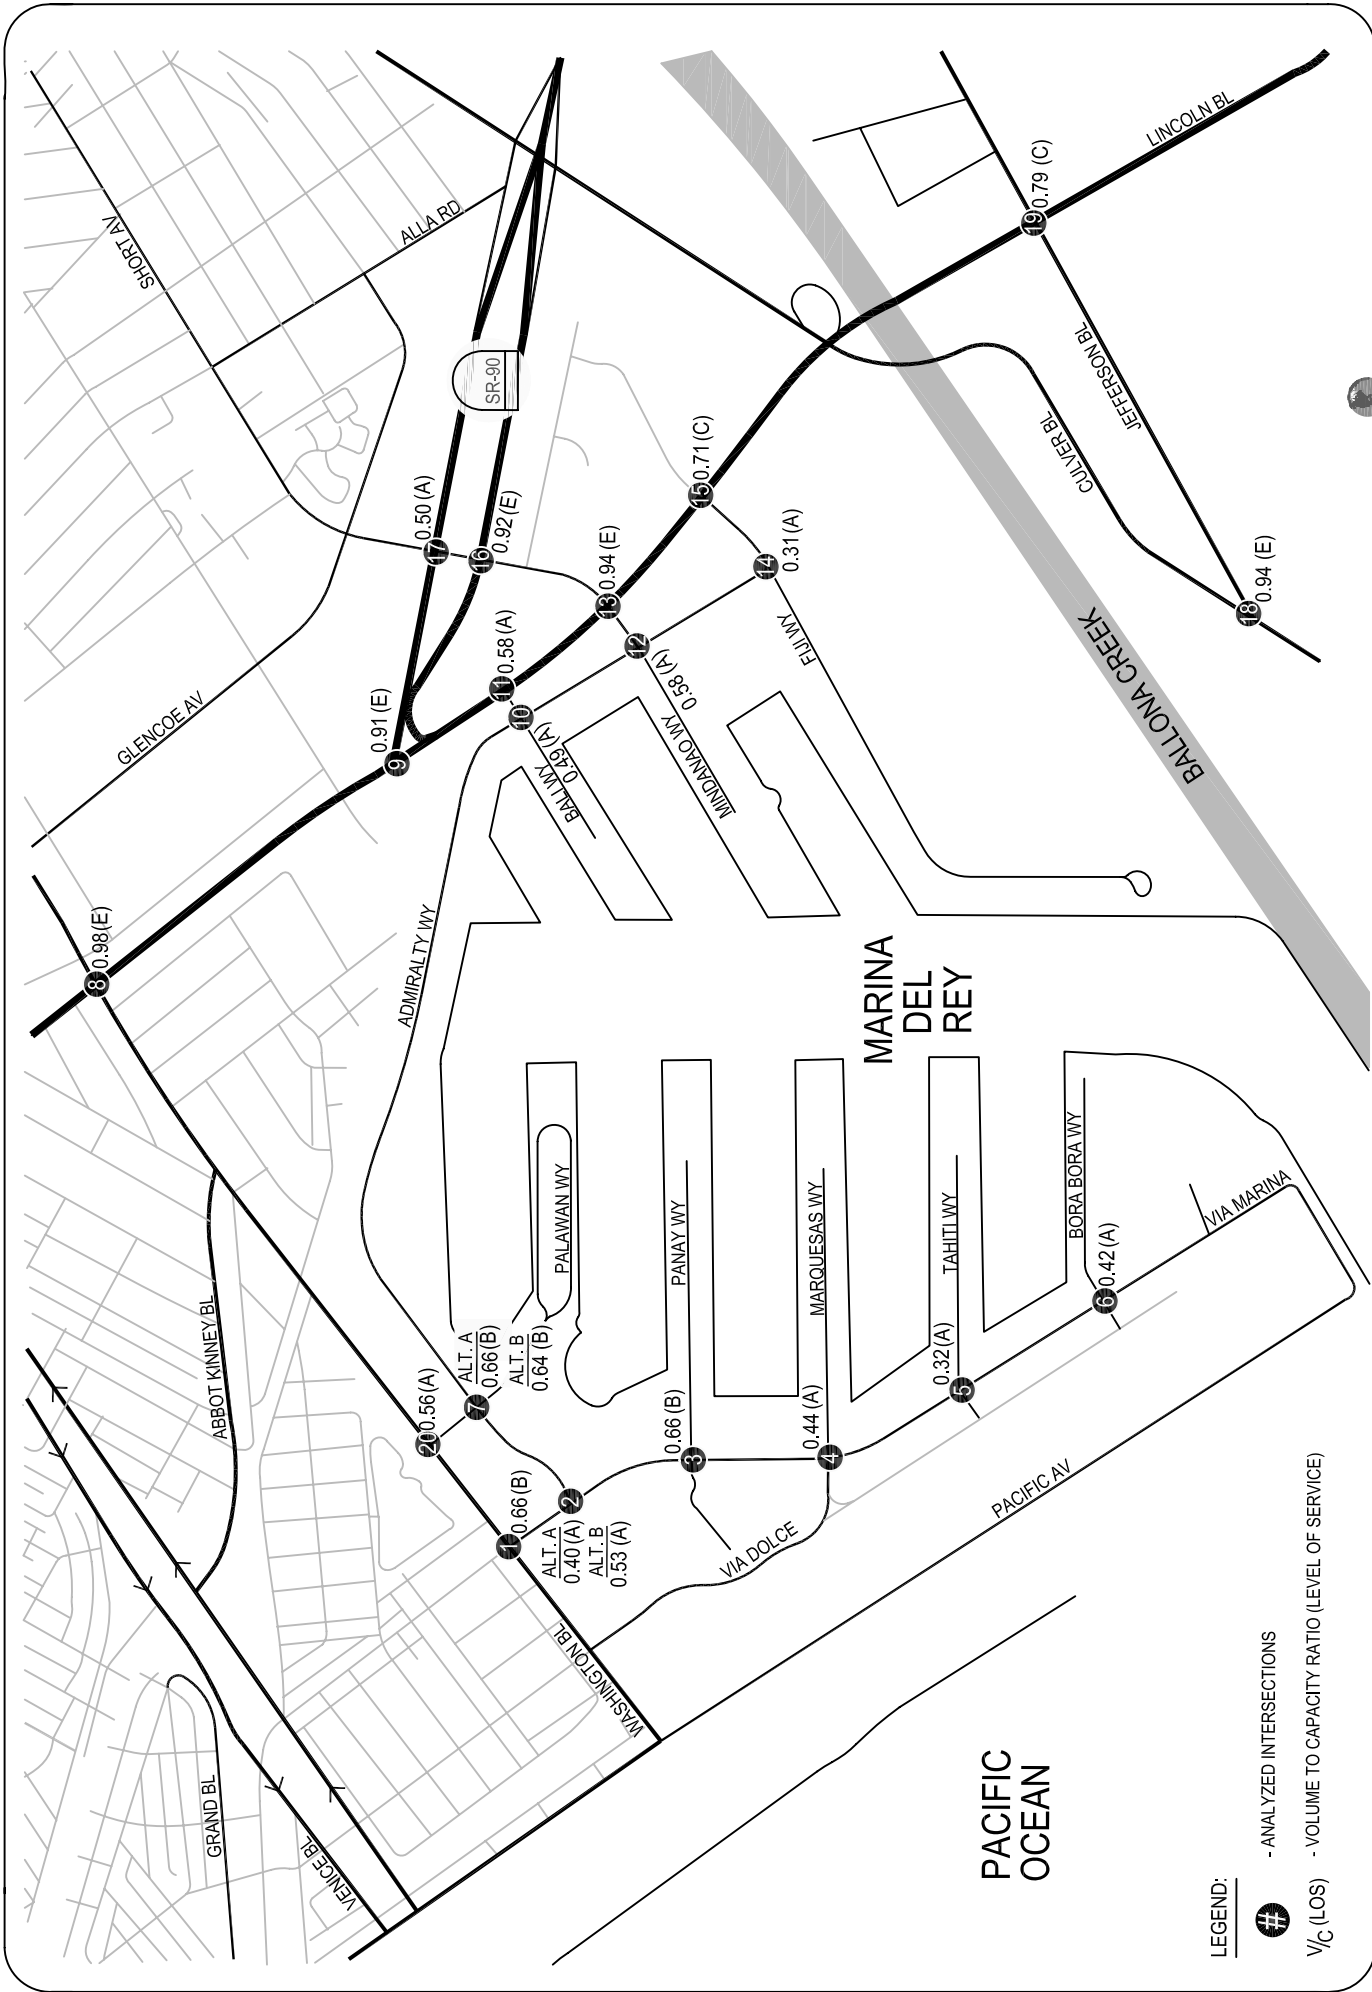 SHORT AV
ALLA RD
GLENCOE AV
SR-90
LINCOLN BL
JEFFERSON BL
CULVER BL
BALLONA CREEK
FIJI WY
MINDANAO WY
BALI WY
ADMIRALTY WY
MARINA
DEL
REY
PALAWAN WY
PANAY WY
MARQUESAS WY
TAHITI WY
BORA BORA WY
VIA MARINA
ABBOT KINNEY BL
GRAND BL
VENICE BL
WASHINGTON BL
VIA DOLCE
PACIFIC AV
PACIFIC
OCEAN
1 0.66 (B)
2
ALT. A
0.40 (A)
ALT. B
0.53 (A)
3 0.66 (B)
4 0.44 (A)
5 0.32 (A)
6 0.42 (A)
7
ALT. A
0.66 (B)
ALT. B
0.64 (B)
8 0.98 (E)
9 0.91 (E)
10 0.49 (A)
11 0.58 (A)
12 0.58 (A)
13 0.94 (E)
14 0.31 (A)
15 0.71 (C)
16 0.92 (E)
17 0.50 (A)
18 0.94 (E)
19 0.79 (C)
20 0.56 (A)
LEGEND:
# - ANALYZED INTERSECTIONS
V/C (LOS) - VOLUME TO CAPACITY RATIO (LEVEL OF SERVICE)